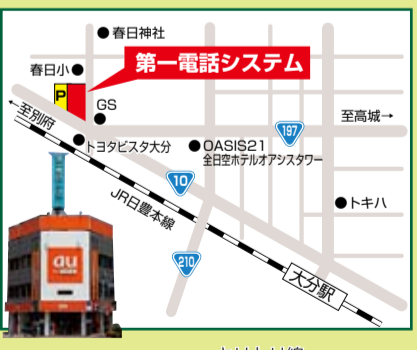 春日神社
春日小
第一電話システム
P
GS
←至別府
197
至高城→
トヨタビスタ大分
OASIS21
全日空ホテルオアシスタワー
10
JR日豊本線
トキハ
210
大分駅
au